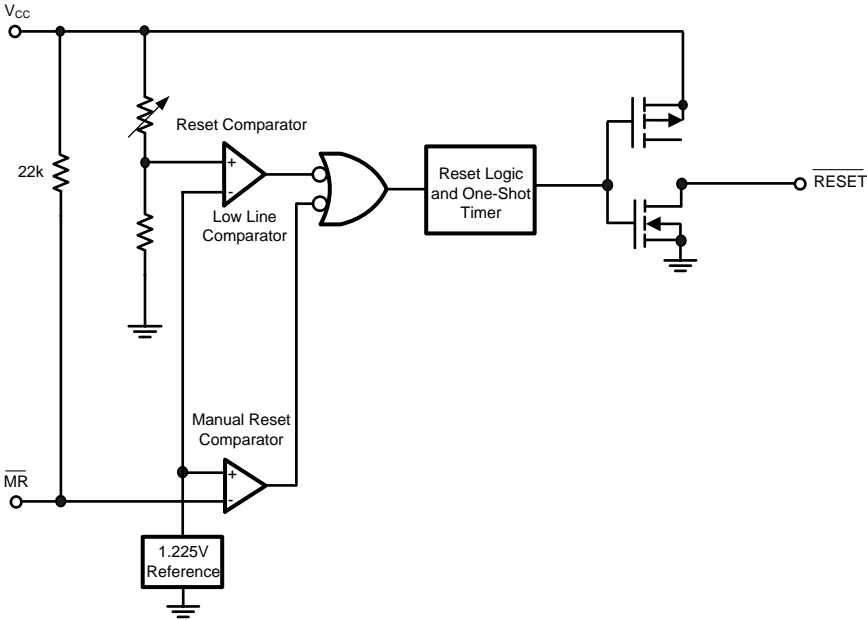 VCC
Reset Comparator
22k
+
-
Low Line
Comparator
Reset Logic
and One-Shot
Timer
RESET
Manual Reset
Comparator
MR
+
-
1.225V
Reference